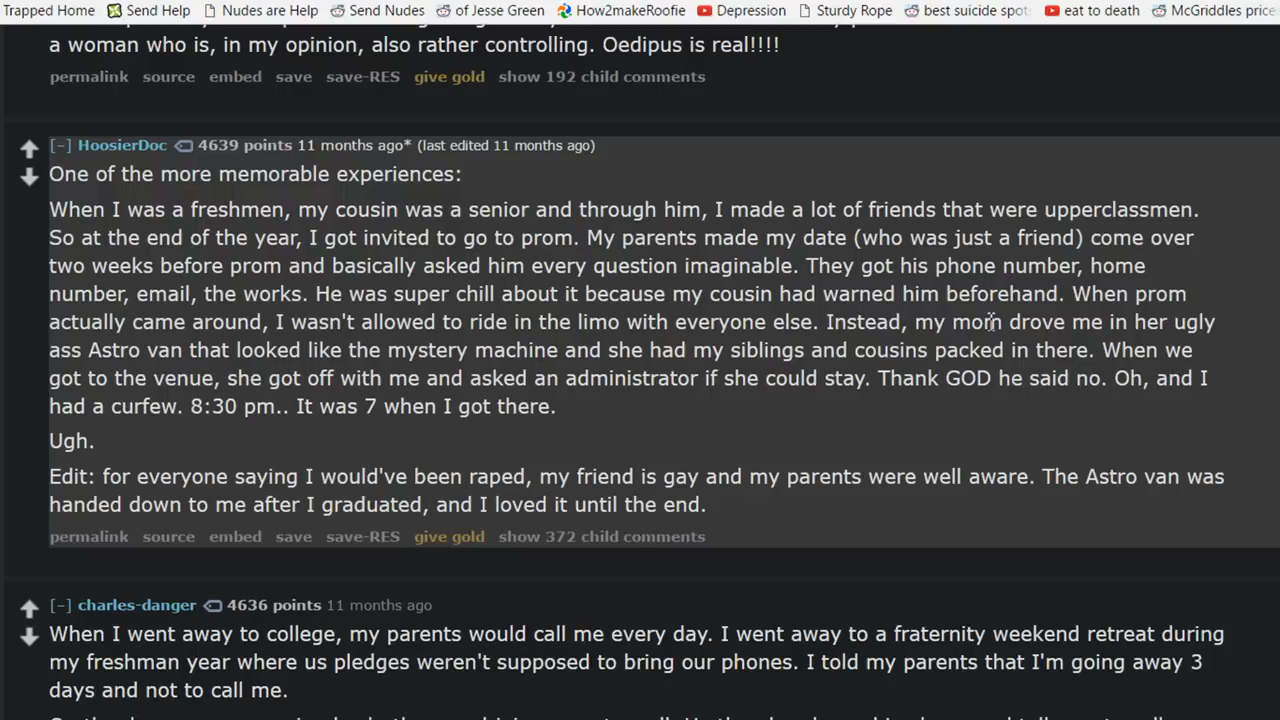 Trapped Home Send Help Nudes are Help Send Nudes of Jesse Green How2makeRoofie Depression Sturdy Rope best suicide spot eat to death McGriddles price
a woman who is, in my opinion, also rather controlling. Oedipus is real!!!!
permalink source embed save save-RES give gold show 192 child comments
[–] HoosierDoc 4639 points 11 months ago* (last edited 11 months ago)
One of the more memorable experiences:
When I was a freshmen, my cousin was a senior and through him, I made a lot of friends that were upperclassmen.
So at the end of the year, I got invited to go to prom. My parents made my date (who was just a friend) come over
two weeks before prom and basically asked him every question imaginable. They got his phone number, home
number, email, the works. He was super chill about it because my cousin had warned him beforehand. When prom
actually came around, I wasn't allowed to ride in the limo with everyone else. Instead, my mom drove me in her ugly
ass Astro van that looked like the mystery machine and she had my siblings and cousins packed in there. When we
got to the venue, she got off with me and asked an administrator if she could stay. Thank GOD he said no. Oh, and I
had a curfew. 8:30 pm.. It was 7 when I got there.
Ugh.
Edit: for everyone saying I would've been raped, my friend is gay and my parents were well aware. The Astro van was
handed down to me after I graduated, and I loved it until the end.
permalink source embed save save-RES give gold show 372 child comments
[–] charles-danger 4636 points 11 months ago
When I went away to college, my parents would call me every day. I went away to a fraternity weekend retreat during
my freshman year where us pledges weren't supposed to bring our phones. I told my parents that I'm going away 3
days and not to call me.